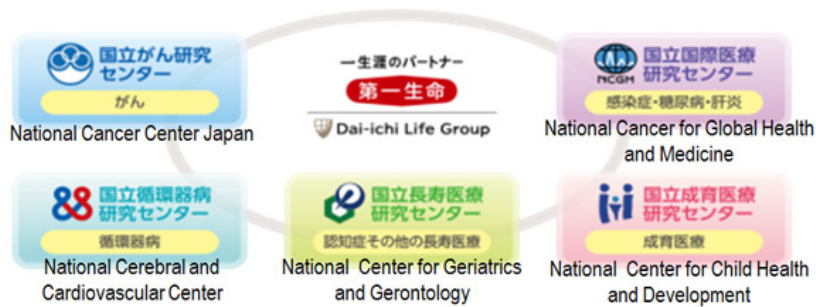 国立がん研究
センター
がん
National Cancer Center Japan
一生涯のパートナー
第一生命
Dai-ichi Life Group
NCGM
国立国際医療
研究センター
感染症・糖尿病・肝炎
National Cancer for Global Health
and Medicine
国立循環器病
研究センター
循環器病
National Cerebral and
Cardiovascular Center
国立長寿医療
研究センター
認知症その他の長寿医療
National Center for Geriatrics
and Gerontology
国立成育医療
研究センター
成育医療
National Center for Child Health
and Development